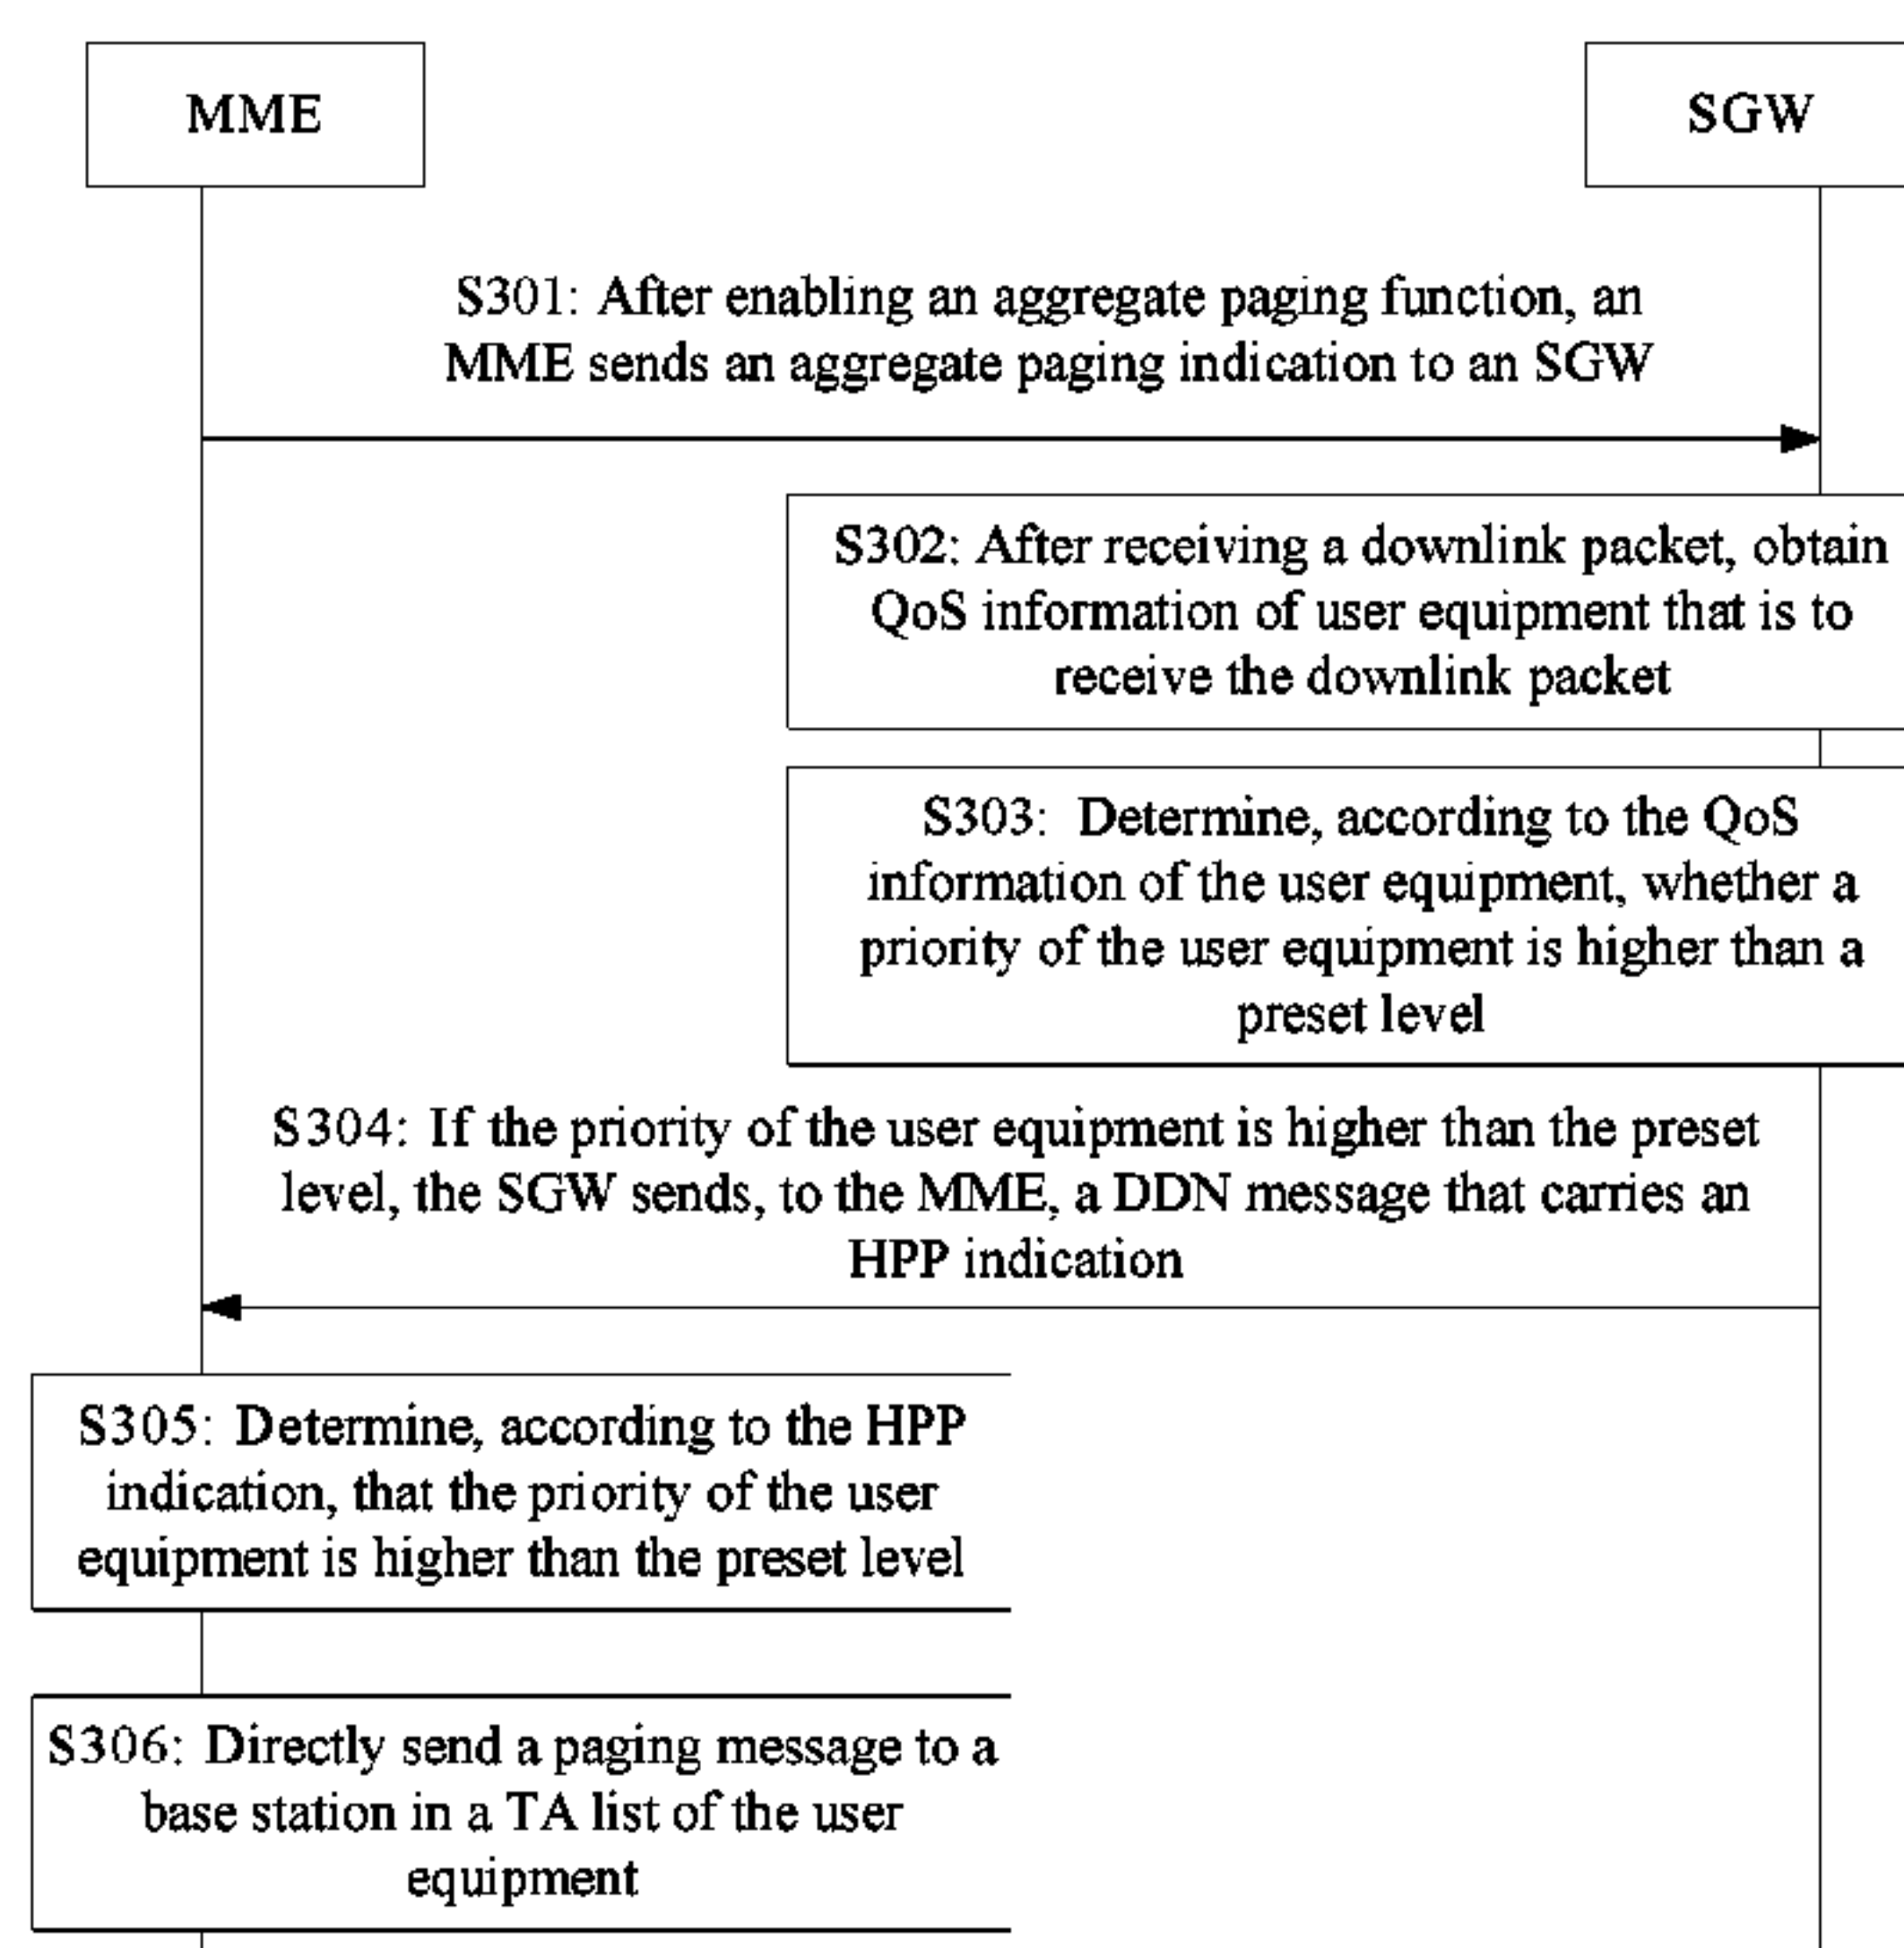 MME
SGW
S301: After enabling an aggregate paging function, an
MME sends an aggregate paging indication to an SGW
S302: After receiving a downlink packet, obtain
QoS information of user equipment that is to
receive the downlink packet
S303: Determine, according to the QoS
information of the user equipment, whether a
priority of the user equipment is higher than a
preset level
S304: If the priority of the user equipment is higher than the preset
level, the SGW sends, to the MME, a DDN message that carries an
HPP indication
S305: Determine, according to the HPP
indication, that the priority of the user
equipment is higher than the preset level
S306: Directly send a paging message to a
base station in a TA list of the user
equipment